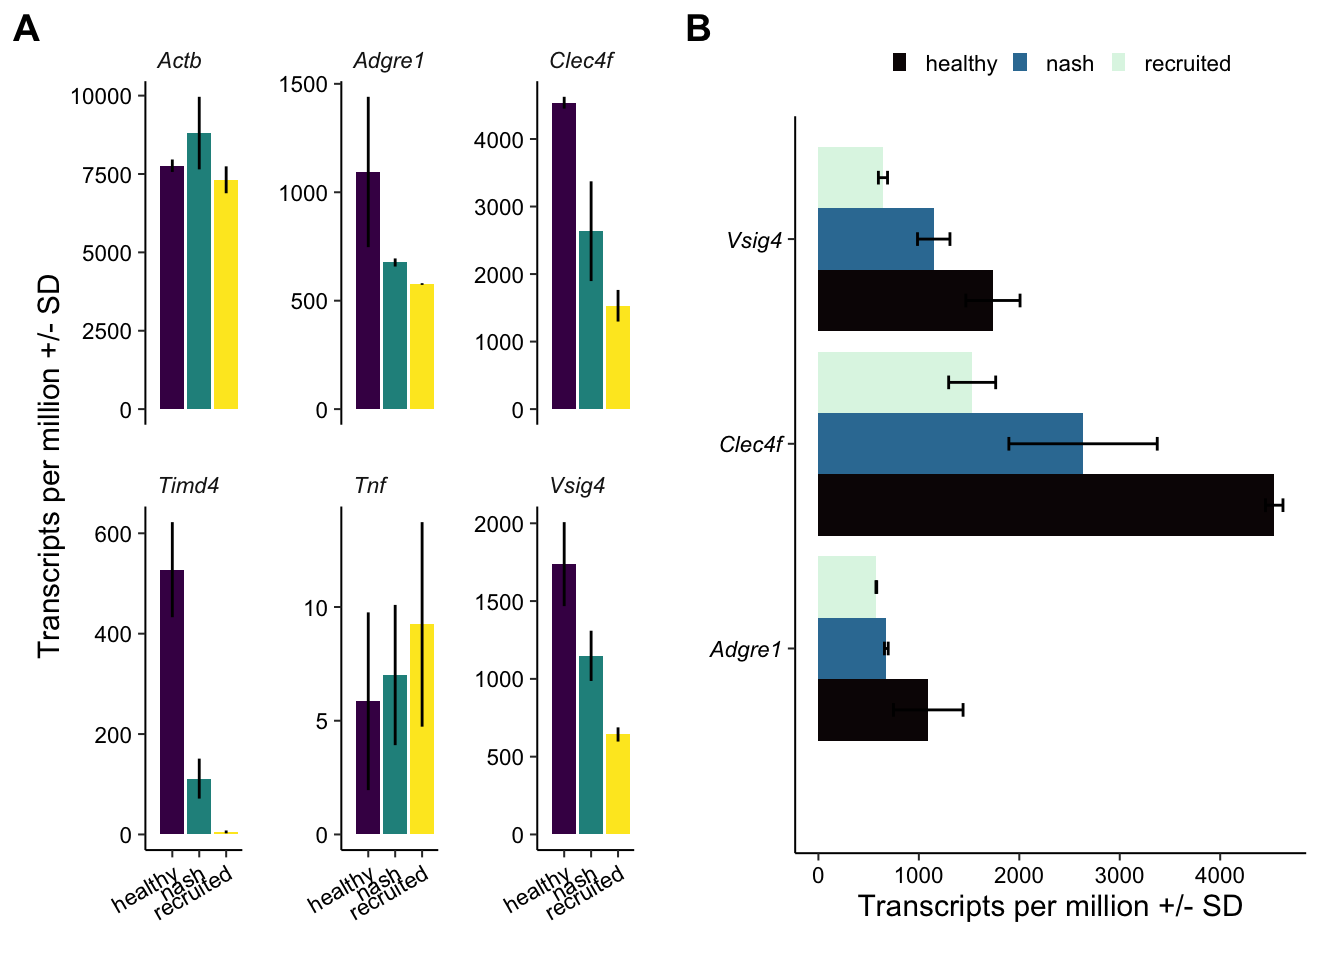 A
Transcripts per million +/- SD
Actb
10000
7500
5000
2500
0
Adgre1
1500
1000
500
0
Clec4f
4000
3000
2000
1000
0
Timd4
600
400
200
0
healthy
nash
recruited
Tnf
10
5
0
healthy
nash
recruited
Vsig4
2000
1500
1000
500
0
healthy
nash
recruited
B
healthy nash recruited
Vsig4
Clec4f
Adgre1
0 1000 2000 3000 4000
Transcripts per million +/- SD